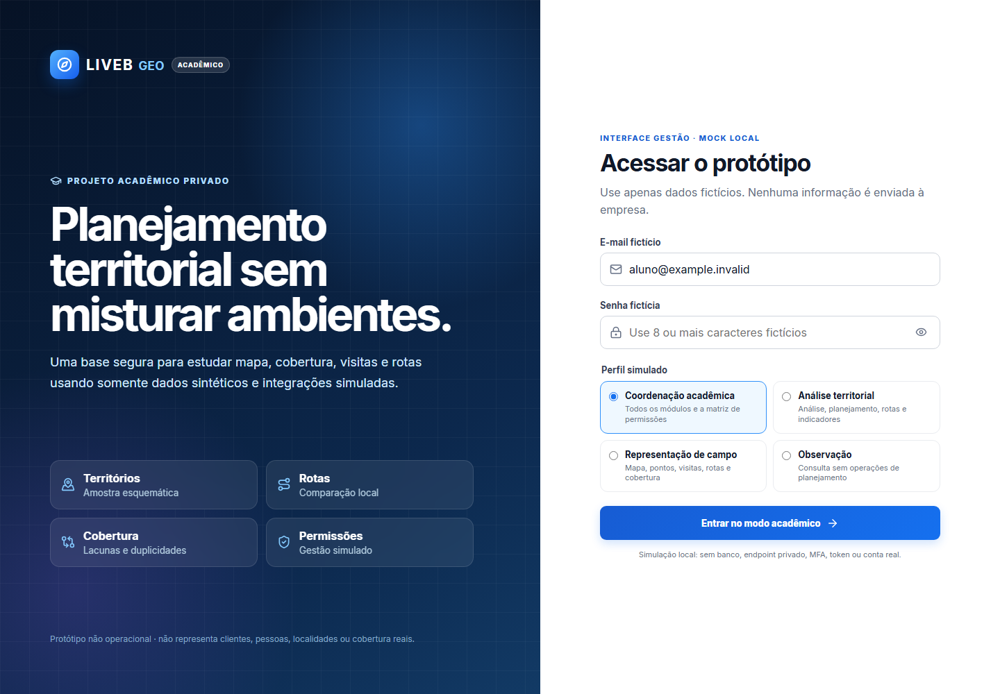 LIVEB GEO ACADÊMICO
PROJETO ACADÊMICO PRIVADO
Planejamento
territorial sem
misturar ambientes.
Uma base segura para estudar mapa, cobertura, visitas e rotas
usando somente dados sintéticos e integrações simuladas.
Territórios
Amostra esquemática
Rotas
Comparação local
Cobertura
Lacunas e duplicidades
Permissões
Gestão simulado
Protótipo não operacional · não representa clientes, pessoas, localidades ou cobertura reais.
INTERFACE GESTÃO · MOCK LOCAL
Acessar o protótipo
Use apenas dados fictícios. Nenhuma informação é enviada à
empresa.
E-mail fictício
aluno@example.invalid
Senha fictícia
Use 8 ou mais caracteres fictícios
Perfil simulado
Coordenação acadêmica
Todos os módulos e a matriz de
permissões
Análise territorial
Análise, planejamento, rotas e
indicadores
Representação de campo
Mapa, pontos, visitas, rotas e
cobertura
Observação
Consulta sem operações de
planejamento
Entrar no modo acadêmico
Simulação local: sem banco, endpoint privado, MFA, token ou conta real.